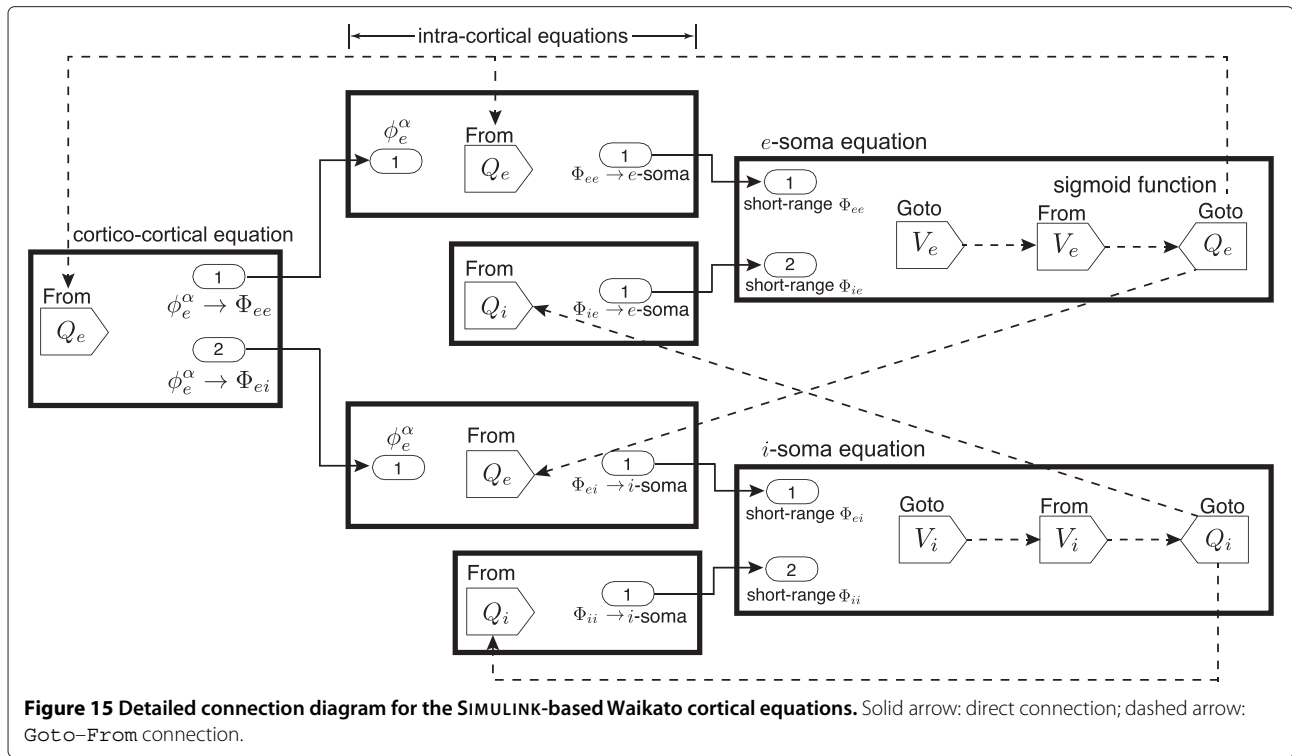 intra-cortical equations
ϕ_e^α
1
From
Q_e
1
Φ_ee → e-soma
e-soma equation
1
short-range Φ_ee
2
short-range Φ_ie
sigmoid function
Goto
V_e
From
V_e
Goto
Q_e
cortico-cortical equation
From
Q_e
1
ϕ_e^α → Φ_ee
2
ϕ_e^α → Φ_ei
From
Q_i
1
Φ_ie → e-soma
ϕ_e^α
1
From
Q_e
1
Φ_ei → i-soma
i-soma equation
1
short-range Φ_ei
2
short-range Φ_ii
Goto
V_i
From
V_i
Goto
Q_i
From
Q_i
1
Φ_ii → i-soma
Figure 15 Detailed connection diagram for the SIMULINK-based Waikato cortical equations. Solid arrow: direct connection; dashed arrow:
Goto–From connection.